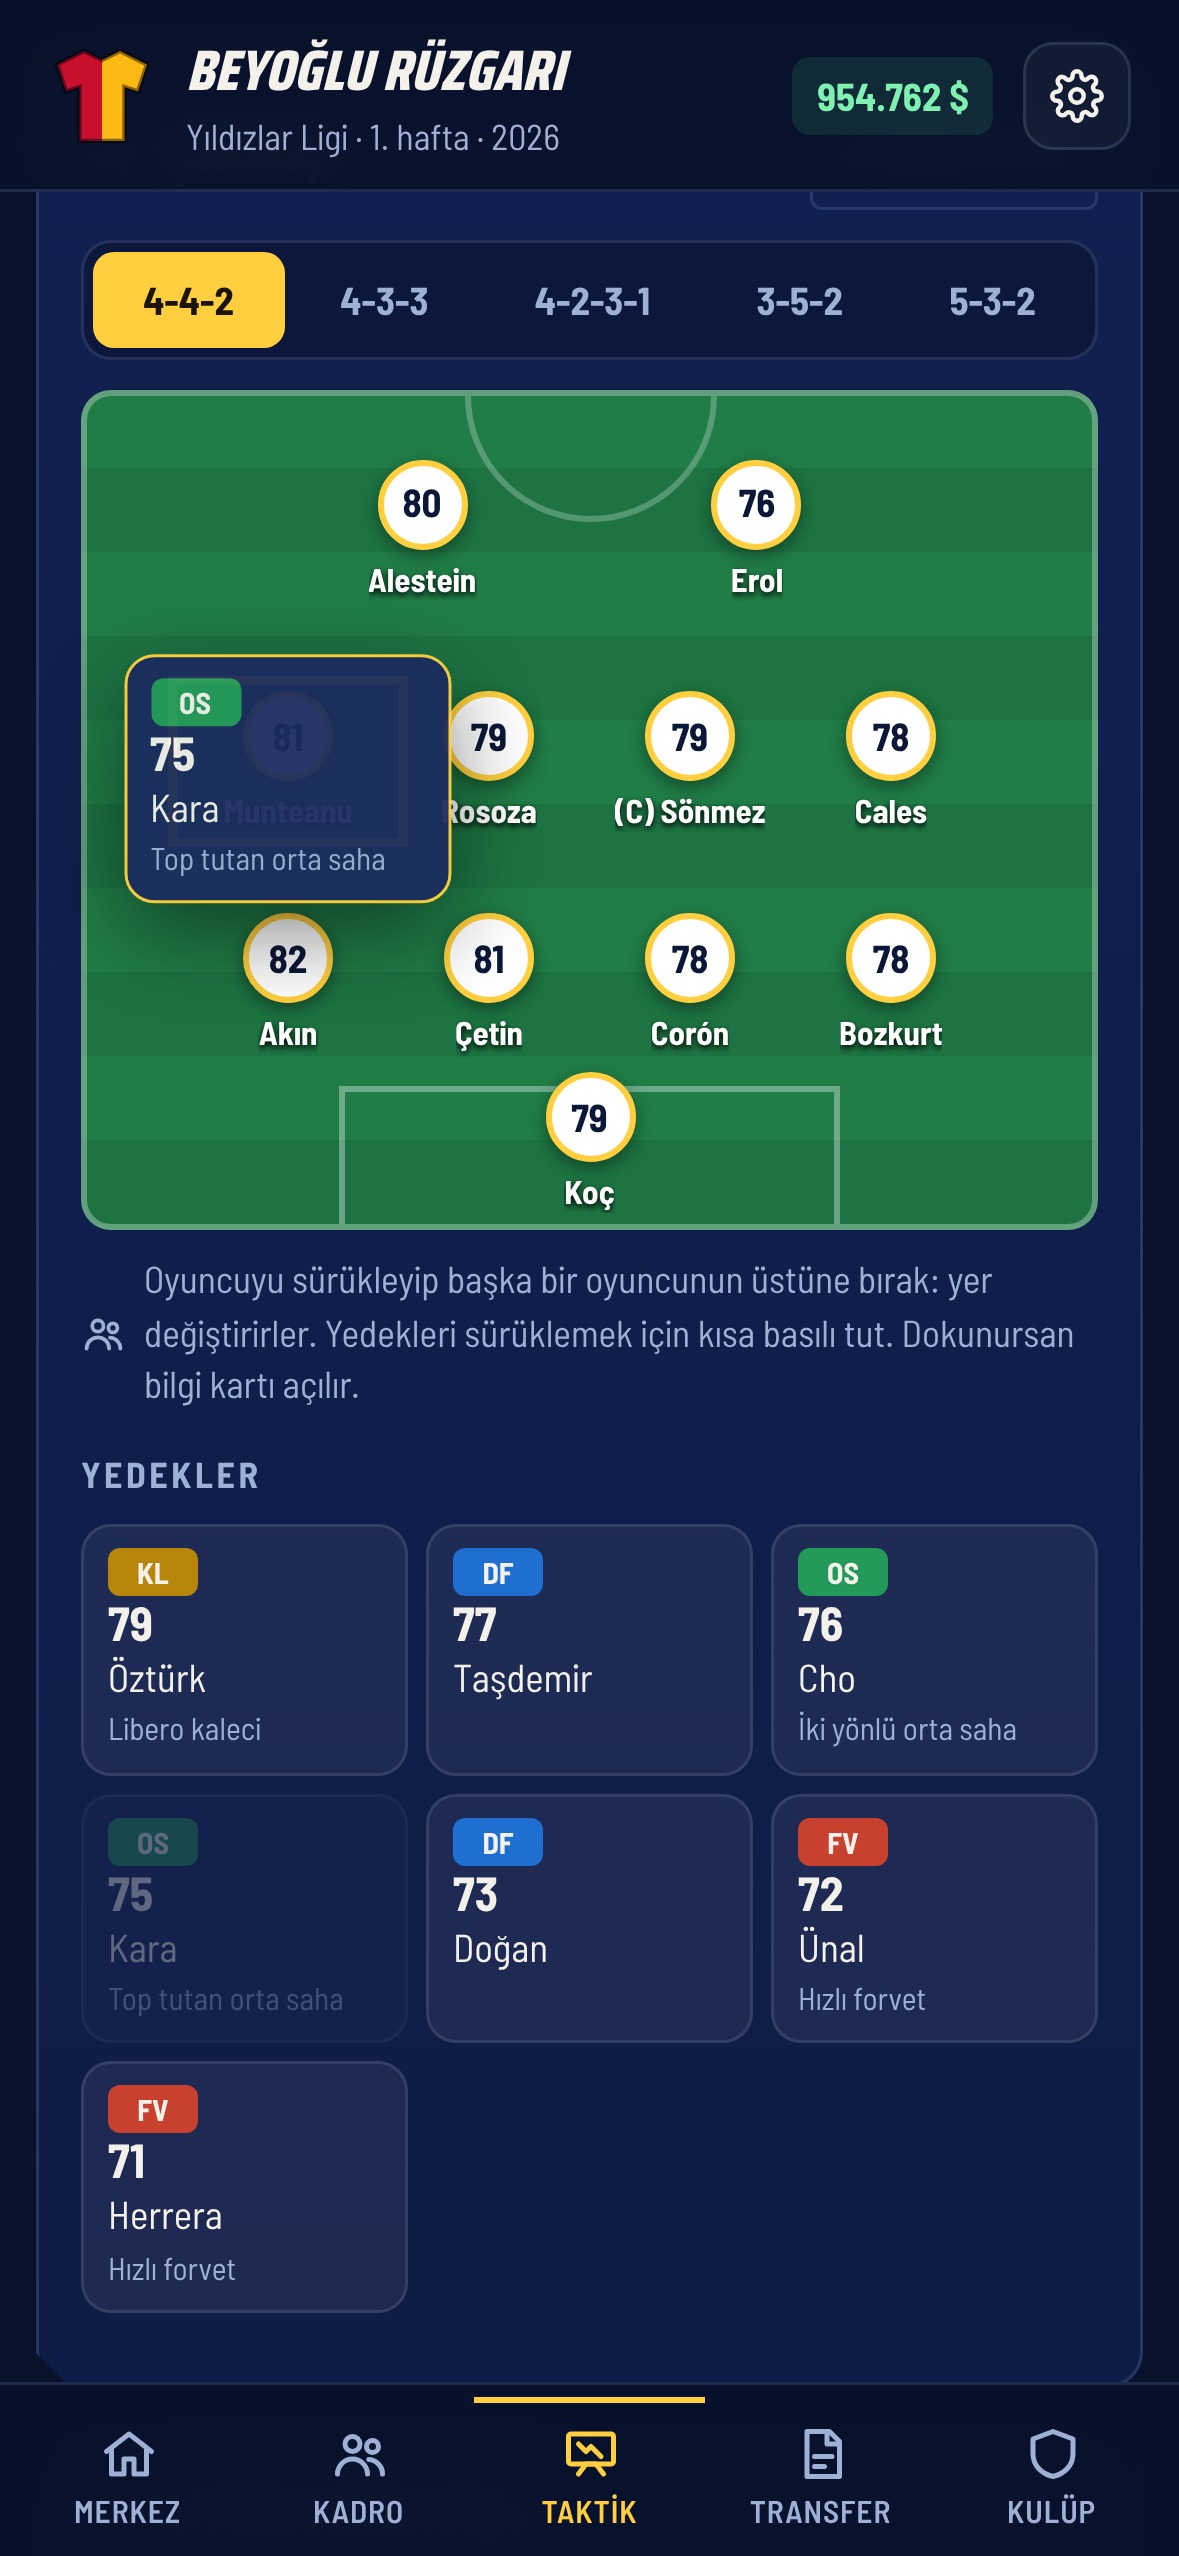 BEYOĞLU RÜZGARI
Yıldızlar Ligi · 1. hafta · 2026
954.762 $
4-4-2 4-3-3 4-2-3-1 3-5-2 5-3-2
80 76
Alestein Erol
OS
75
Kara
Top tutan orta saha
81 79 79 78
Munteanu Rosoza (C) Sönmez Cales
82 81 78 78
Akın Çetin Corón Bozkurt
79
Koç
Oyuncuyu sürükleyip başka bir oyuncunun üstüne bırak: yer
değiştirirler. Yedekleri sürüklemek için kısa basılı tut. Dokunursan
bilgi kartı açılır.
YEDEKLER
KL
79
Öztürk
Libero kaleci
DF
77
Taşdemir
OS
76
Cho
İki yönlü orta saha
OS
75
Kara
Top tutan orta saha
DF
73
Doğan
FV
72
Ünal
Hızlı forvet
FV
71
Herrera
Hızlı forvet
MERKEZ KADRO TAKTİK TRANSFER KULÜP